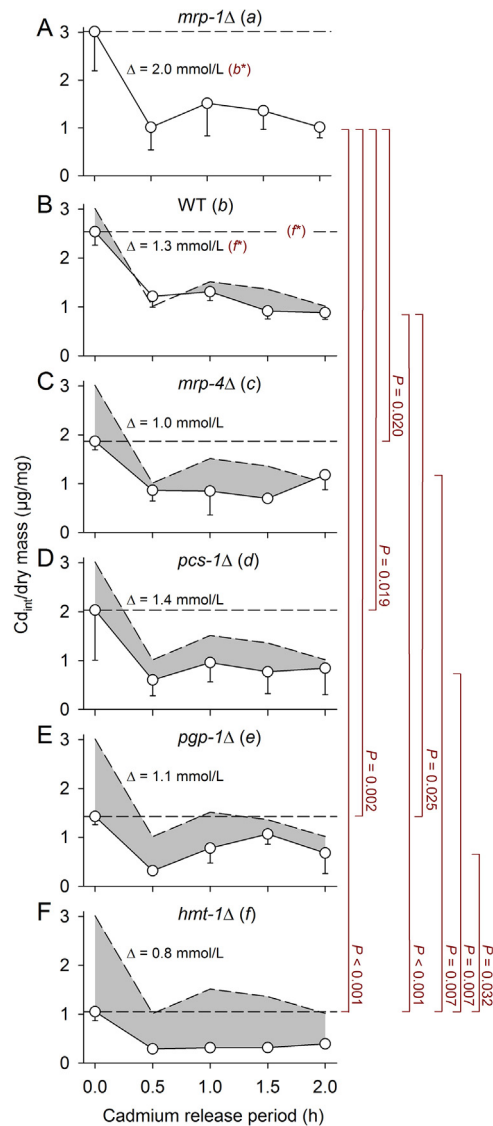 A
mrp-1Δ (a)
3
2
1
0
Δ = 2.0 mmol/L (b*)
B
WT (b)
3
2
1
0
(f*)
Δ = 1.3 mmol/L (f*)
C
mrp-4Δ (c)
3
2
1
0
Δ = 1.0 mmol/L
D
pcs-1Δ (d)
3
2
1
0
Δ = 1.4 mmol/L
E
pgp-1Δ (e)
3
2
1
0
Δ = 1.1 mmol/L
F
hmt-1Δ (f)
3
2
1
0
Δ = 0.8 mmol/L
0.0 0.5 1.0 1.5 2.0
Cadmium release period (h)
Cdint/dry mass (µg/mg)
P = 0.020
P = 0.019
P = 0.002
P = 0.025
P < 0.001
P < 0.001
P = 0.007
P = 0.007
P = 0.032